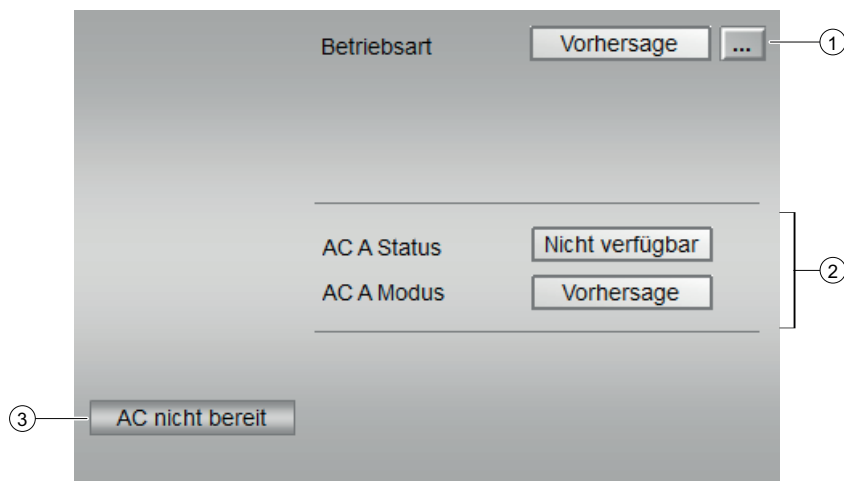 Betriebsart Vorhersage ... 1
AC A Status Nicht verfügbar
2
AC A Modus Vorhersage
3 AC nicht bereit